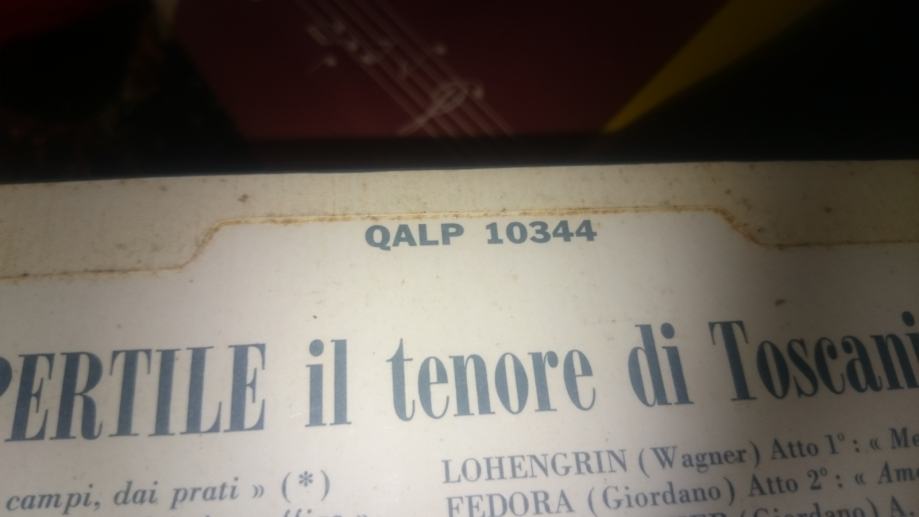 QALP 10344
PERTILE il tenore di Toscani
campi, dai prati » (*)
LOHENGRIN (Wagner) Atto 1° : « Me
FEDORA (Giordano) Atto 2° : « Am
(Giordano) A.